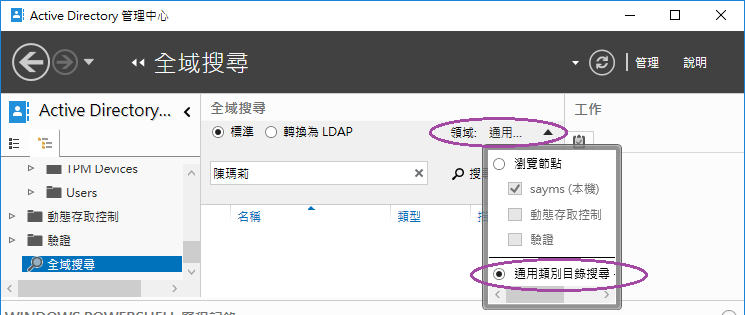 Active Directory 管理中心
全域搜尋
管理
說明
Active Directory...
TPM Devices
Users
動態存取控制
驗證
全域搜尋
全域搜尋
標準
轉換為 LDAP
領域:
通用...
陳瑪莉
搜尋
名稱
類型
瀏覽節點
sayms (本機)
動態存取控制
驗證
通用類別目錄搜尋
工作
WINDOWS POWERSHELL 歷程記錄